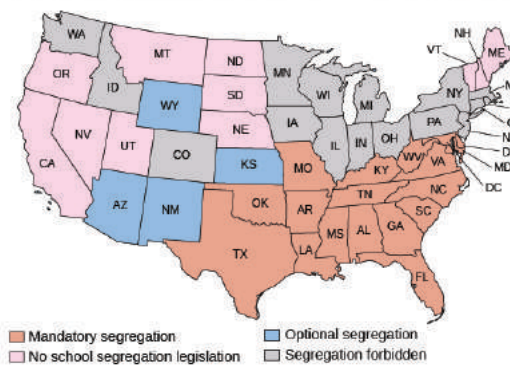 WA
MT
ND
MN
VT
NH
ME
OR
ID
SD
WI
MI
NY
WY
NE
IA
PA
NV
UT
CO
IL
IN
OH
CA
KS
MO
KY
WV
VA
MD
DC
AZ
NM
OK
AR
TN
NC
SC
TX
LA
MS
AL
GA
FL
Mandatory segregation
Optional segregation
No school segregation legislation
Segregation forbidden